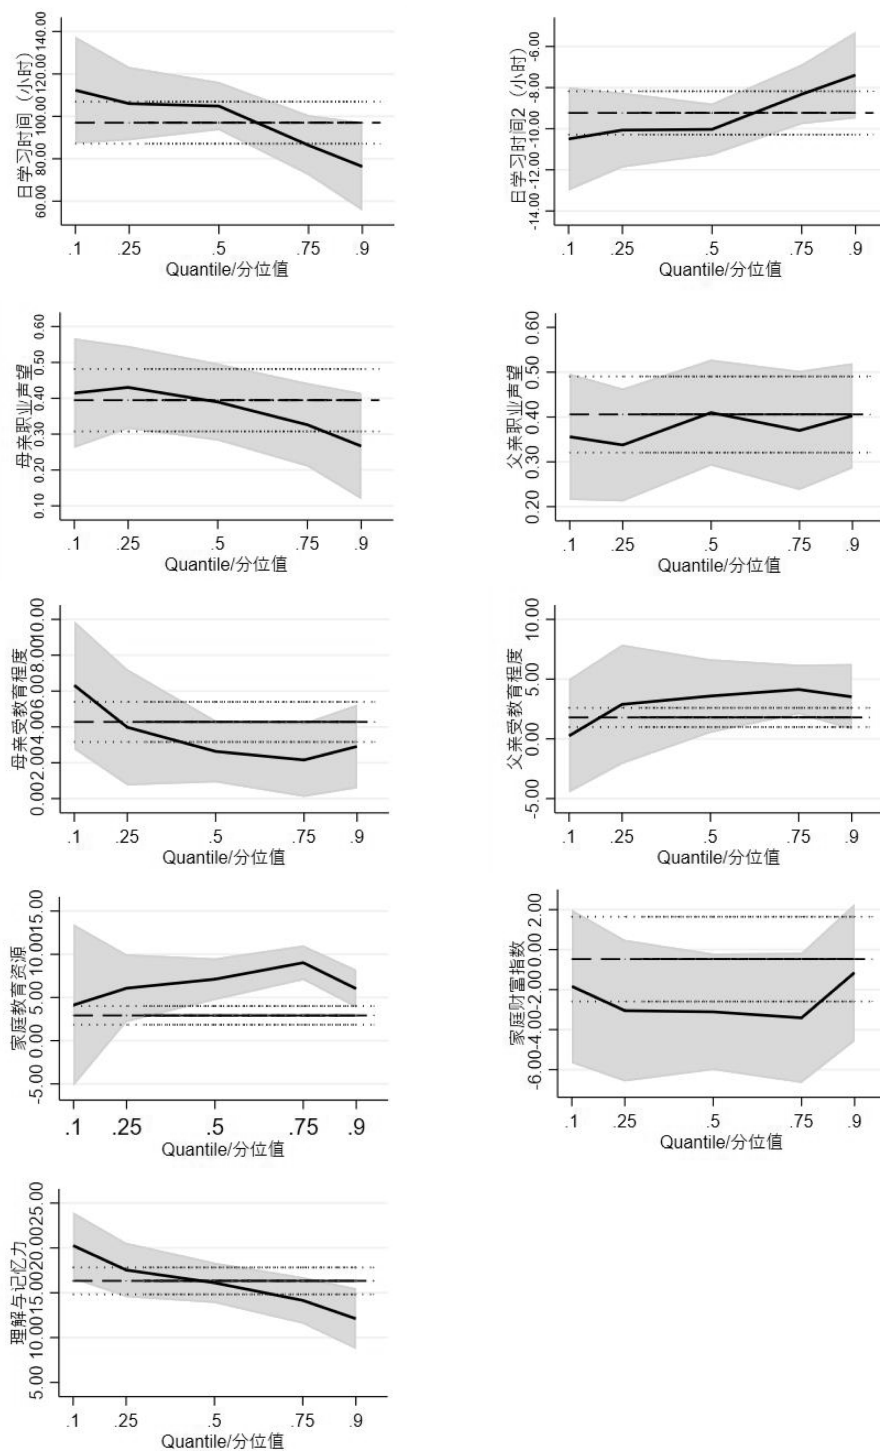 日学习时间（小时）
60.00 80.00 100.00 120.00 140.00
.1 .25 .5 .75 .9
Quantile/分位值
日学习时间2（小时）
-14.00 -12.00 -10.00 -8.00 -6.00
.1 .25 .5 .75 .9
Quantile/分位值
母亲职业声望
0.10 0.20 0.30 0.40 0.50 0.60
.1 .25 .5 .75 .9
Quantile/分位值
父亲职业声望
0.20 0.30 0.40 0.50 0.60
.1 .25 .5 .75 .9
Quantile/分位值
母亲受教育程度
0.00 2.00 4.00 6.00 8.00 10.00
.1 .25 .5 .75 .9
Quantile/分位值
父亲受教育程度
-5.00 0.00 5.00 10.00
.1 .25 .5 .75 .9
Quantile/分位值
家庭教育资源
-5.00 0.00 5.00 10.00 15.00
.1 .25 .5 .75 .9
Quantile/分位值
家庭财富指数
-6.00 -4.00 -2.00 0.00 2.00
.1 .25 .5 .75 .9
Quantile/分位值
理解与记忆力
5.00 10.00 15.00 20.00 25.00
.1 .25 .5 .75 .9
Quantile/分位值